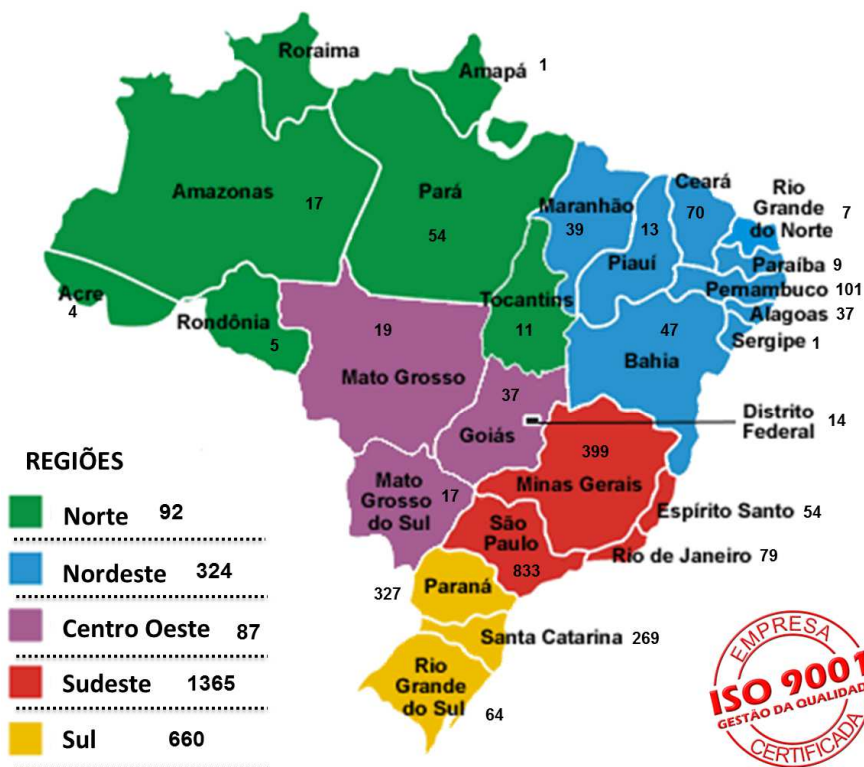 Roraima
Amapá 1
Amazonas 17
Pará
54
Acre
4
Rondônia
5
Tocantins
11
Maranhão
39
Piauí
13
Ceará
70
Rio
Grande
do Norte
7
Paraíba 9
Pernambuco 101
Alagoas 37
Sergipe 1
47
Bahia
19
Mato Grosso
37
Goiás
Distrito
Federal
14
Mato
Grosso
do Sul
17
399
Minas Gerais
Espírito Santo 54
São
Paulo
833
Rio de Janeiro 79
327
Paraná
Santa Catarina 269
Rio
Grande
do Sul
64
REGIÕES
Norte 92
Nordeste 324
Centro Oeste 87
Sudeste 1365
Sul 660
EMPRESA
ISO 9001
GESTÃO DA QUALIDADE
CERTIFICADA